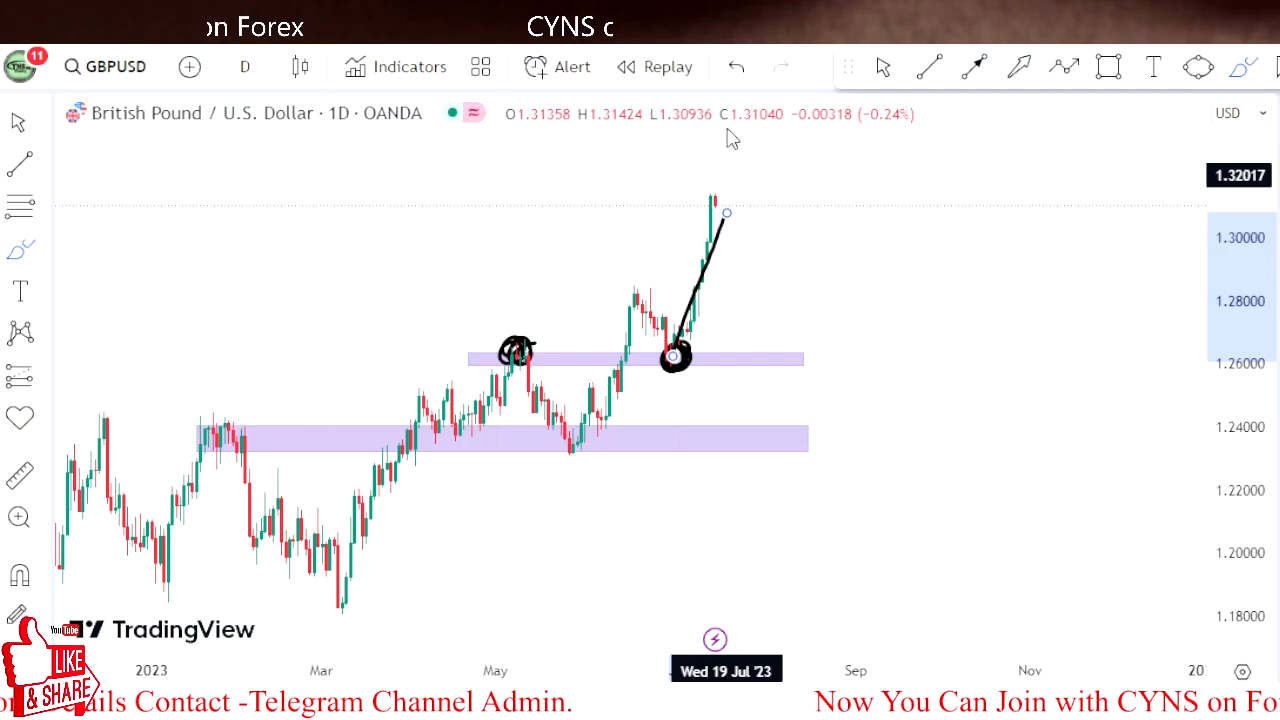 on Forex CYNS c
11 GBPUSD D Indicators Alert Replay
British Pound / U.S. Dollar · 1D · OANDA O1.31358 H1.31424 L1.30936 C1.31040 −0.00318 (−0.24%) USD
1.32017
1.30000
1.28000
1.26000
1.24000
1.22000
1.20000
1.18000
TradingView
YouTube
LIKE
& SHARE
2023 Mar May Wed 19 Jul '23 Sep Nov
Contact -Telegram Channel Admin. Now You Can Join with CYNS on Fo